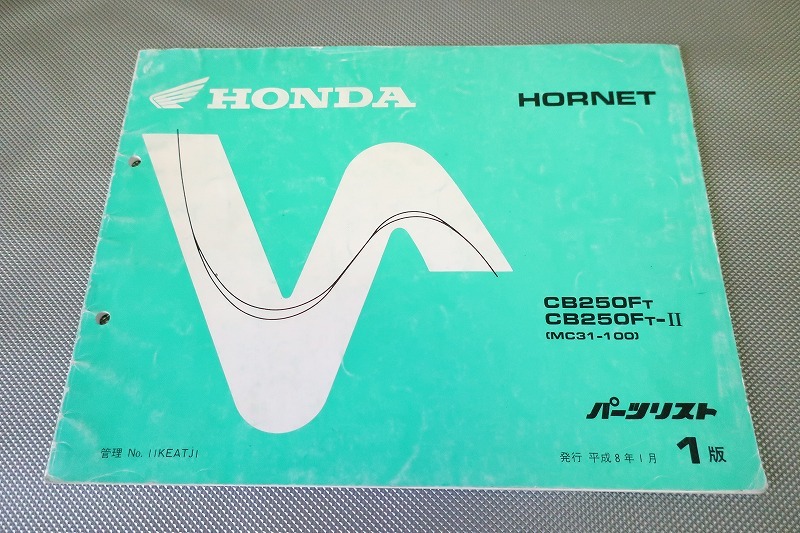 HONDA
HORNET
CB250FT
CB250FT-II
(MC31-100)
パーツリスト
管理 No. 11KEATJ1
発行 平成8年1月 1版